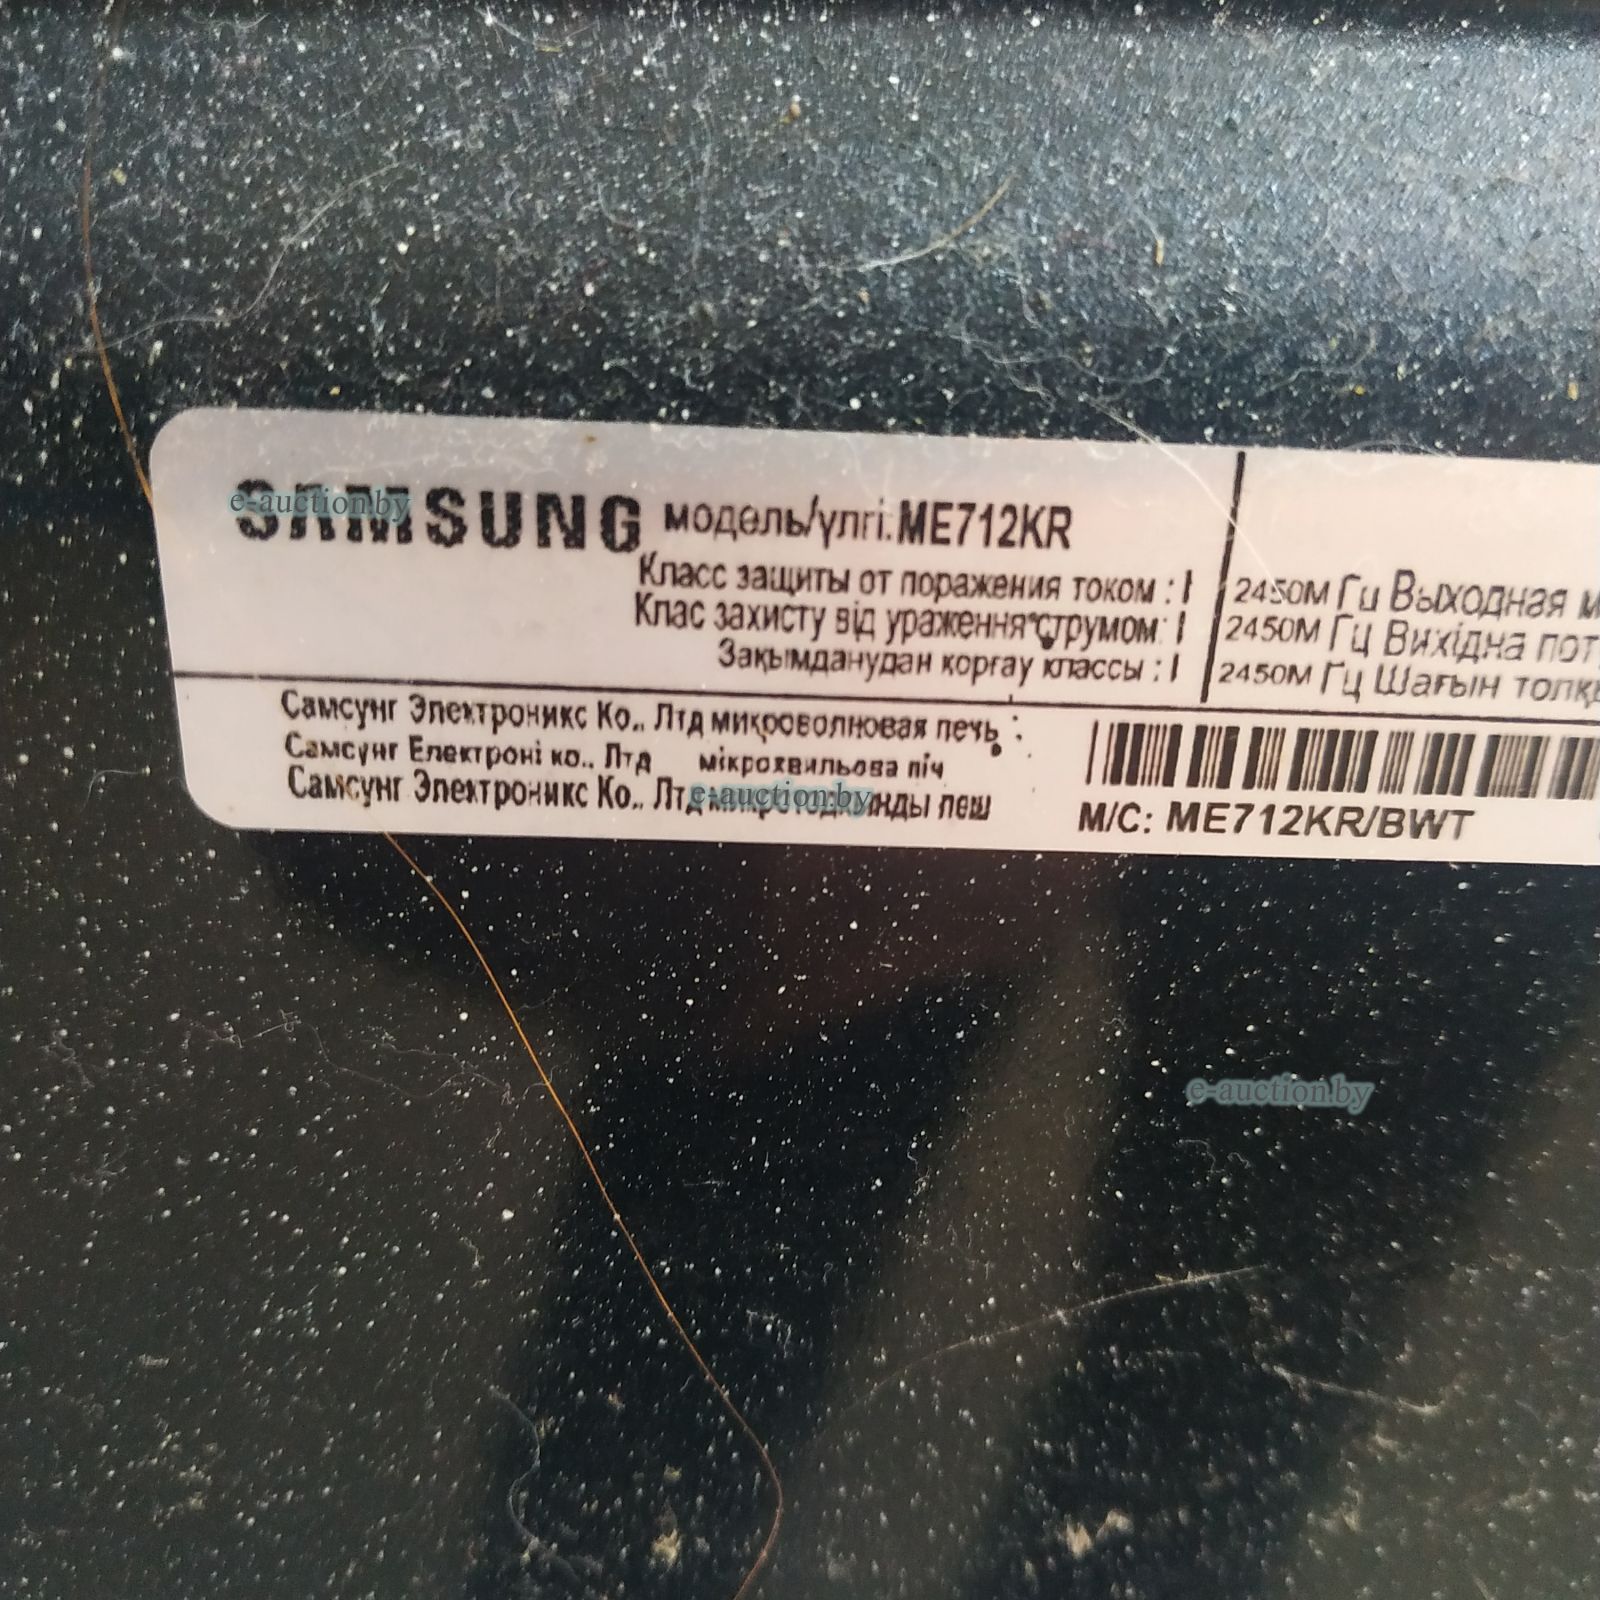 SAMSUNG модель/үлгі.ME712KR
Класс защиты от поражения током : I
Клас захисту від ураження струмом: I
Зақымданудан қорғау классы : I
2450М Гц Выходная
2450М Гц Вихідна
2450М Гц Шағын
Самсунг Электроникс Ко., Лтд микроволновая печь :
Самсунг Електроні ко., Лтд мікрохвильова піч
Самсунг Электроникс Ко., Лтд пеш
M/C: ME712KR/BWT
e-auction.by
e-auction.by
e-auction.by